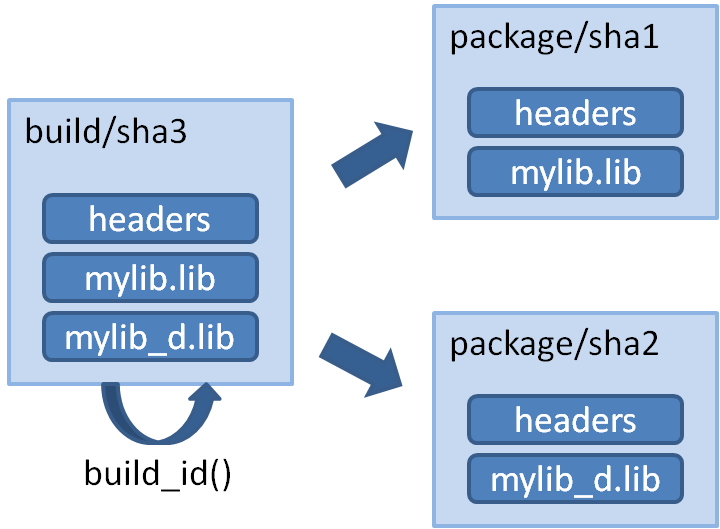 build/sha3
headers
mylib.lib
mylib_d.lib
build_id()
package/sha1
headers
mylib.lib
package/sha2
headers
mylib_d.lib